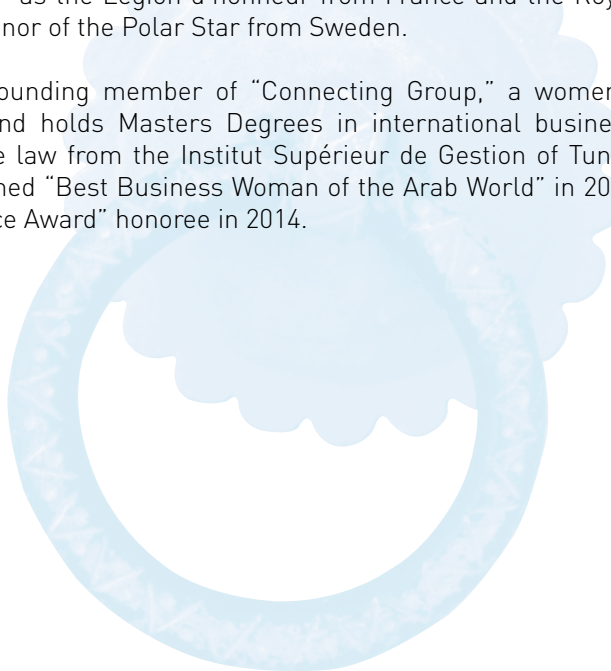 as the Légion d'honneur from France and the Roy
nor of the Polar Star from Sweden.
ounding member of “Connecting Group,” a women
nd holds Masters Degrees in international busine
e law from the Institut Supérieur de Gestion of Tun
ned “Best Business Woman of the Arab World” in 20
ce Award” honoree in 2014.